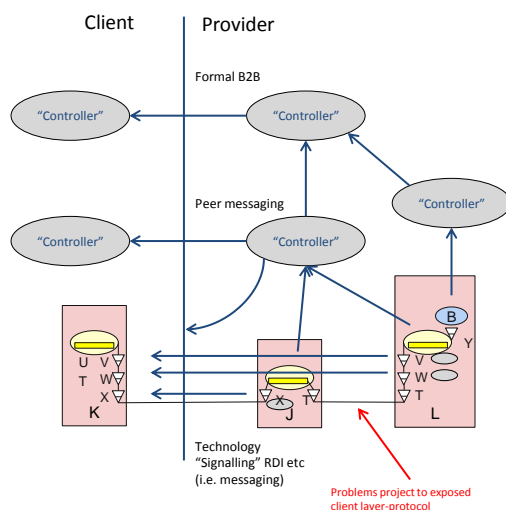 Client
Provider
Formal B2B
“Controller”
“Controller”
“Controller”
Peer messaging
“Controller”
“Controller”
B
Y
U V
T W
X
K
X T
J
V
W
T
L
Technology
“Signalling” RDI etc
(i.e. messaging)
Problems project to exposed
client layer-protocol